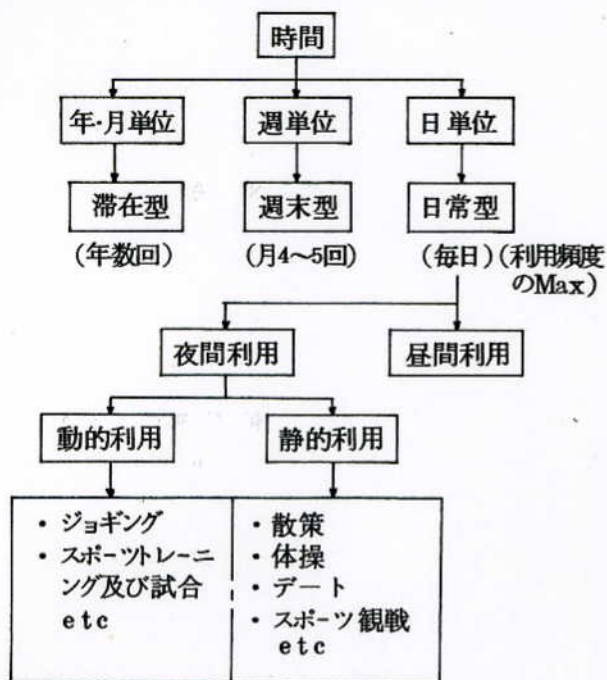 時間
年・月単位
週単位
日単位
滞在型
週末型
日常型
(年数回)
(月4〜5回)
(毎日)(利用頻度
のMax)
夜間利用
昼間利用
動的利用
静的利用
・ジョギング
・スポーツトレーニ
ング及び試合
etc
・散策
・体操
・デート
・スポーツ観戦
etc